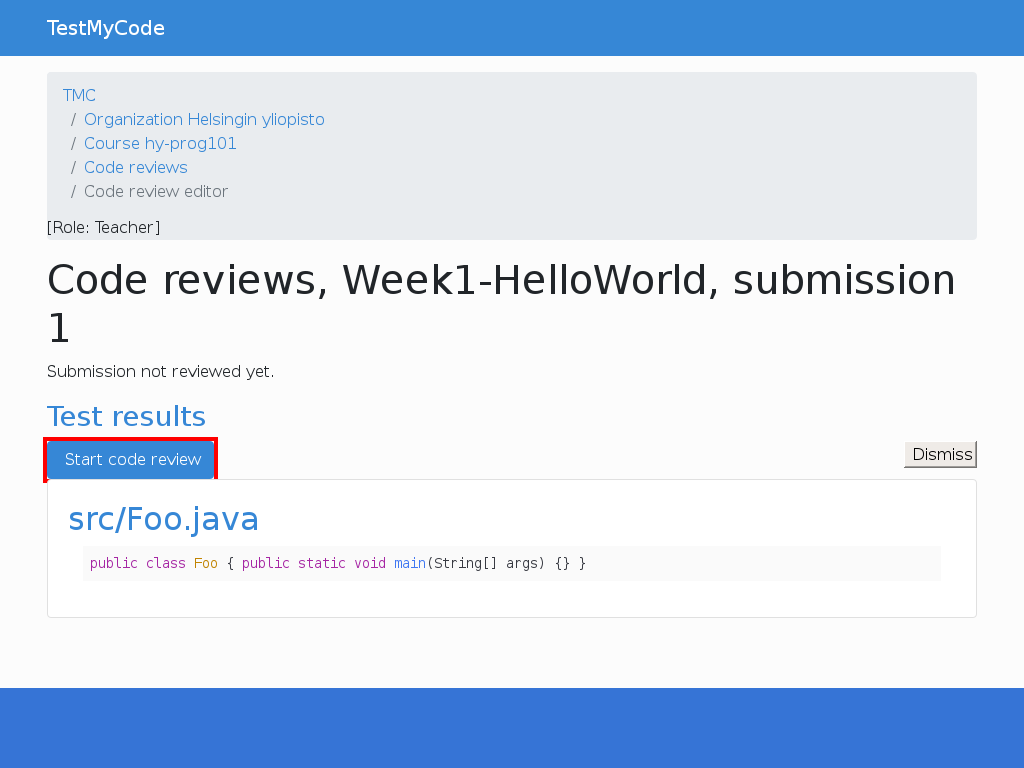 TestMyCode
TMC
/ Organization Helsingin yliopisto
/ Course hy-prog101
/ Code reviews
/ Code review editor
[Role: Teacher]
Code reviews, Week1-HelloWorld, submission
1
Submission not reviewed yet.
Test results
Start code review
Dismiss
src/Foo.java
public class Foo { public static void main(String[] args) {} }